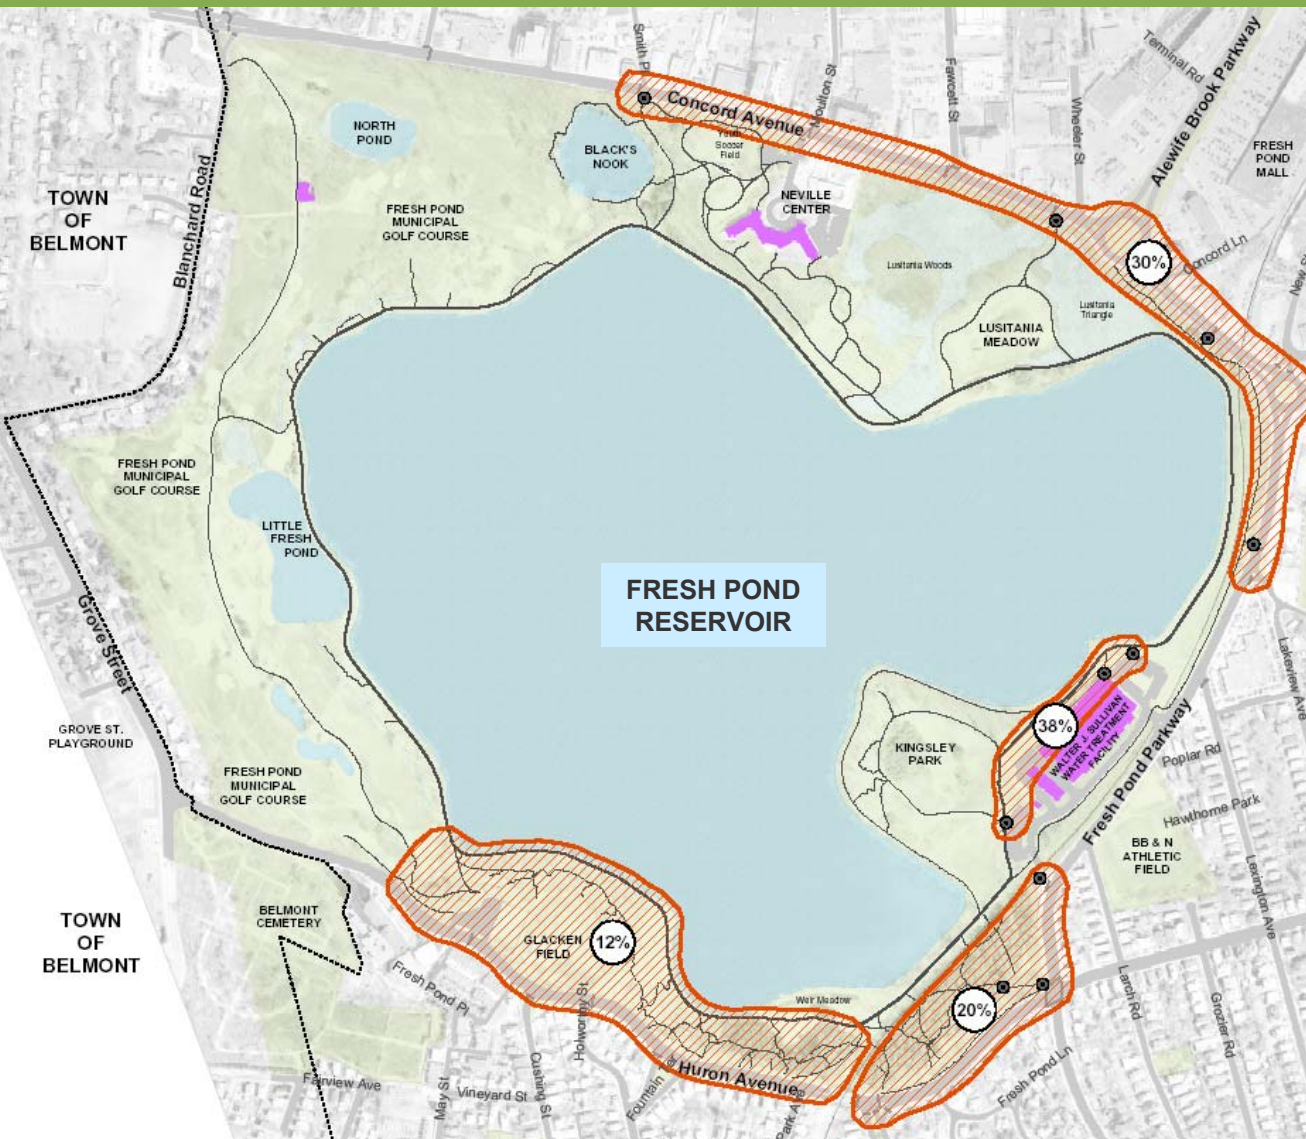 Smith Pl
Concord Avenue
Moulton St
Fawcett St
Wheeler St
Terminal Rd
Alewife Brook Parkway
FRESH
POND
MALL
NORTH
POND
BLACK'S
NOOK
Youth
Soccer
Field
NEVILLE
CENTER
TOWN
OF
BELMONT
Blanchard Road
FRESH POND
MUNICIPAL
GOLF COURSE
Lusitania Woods
30%
Concord Ln
Lusitania
Triangle
LUSITANIA
MEADOW
FRESH POND
MUNICIPAL
GOLF COURSE
LITTLE
FRESH
POND
FRESH POND
RESERVOIR
Grove Street
GROVE ST.
PLAYGROUND
FRESH POND
MUNICIPAL
GOLF COURSE
KINGSLEY
PARK
38%
WALTER J. SULLIVAN
WATER TREATMENT
FACILITY
Fresh Pond Parkway
Lakeview Ave
Poplar Rd
Hawthorne Park
BB & N
ATHLETIC
FIELD
Lexington Ave
TOWN
OF
BELMONT
BELMONT
CEMETERY
GLACKEN
FIELD
12%
Fresh Pond Pl
Holworthy St
Weir Meadow
20%
Larch Rd
Grozier Rd
Fairview Ave
May St
Vineyard St
Cushing St
Huron Avenue
Park Ave
Fresh Pond Ln